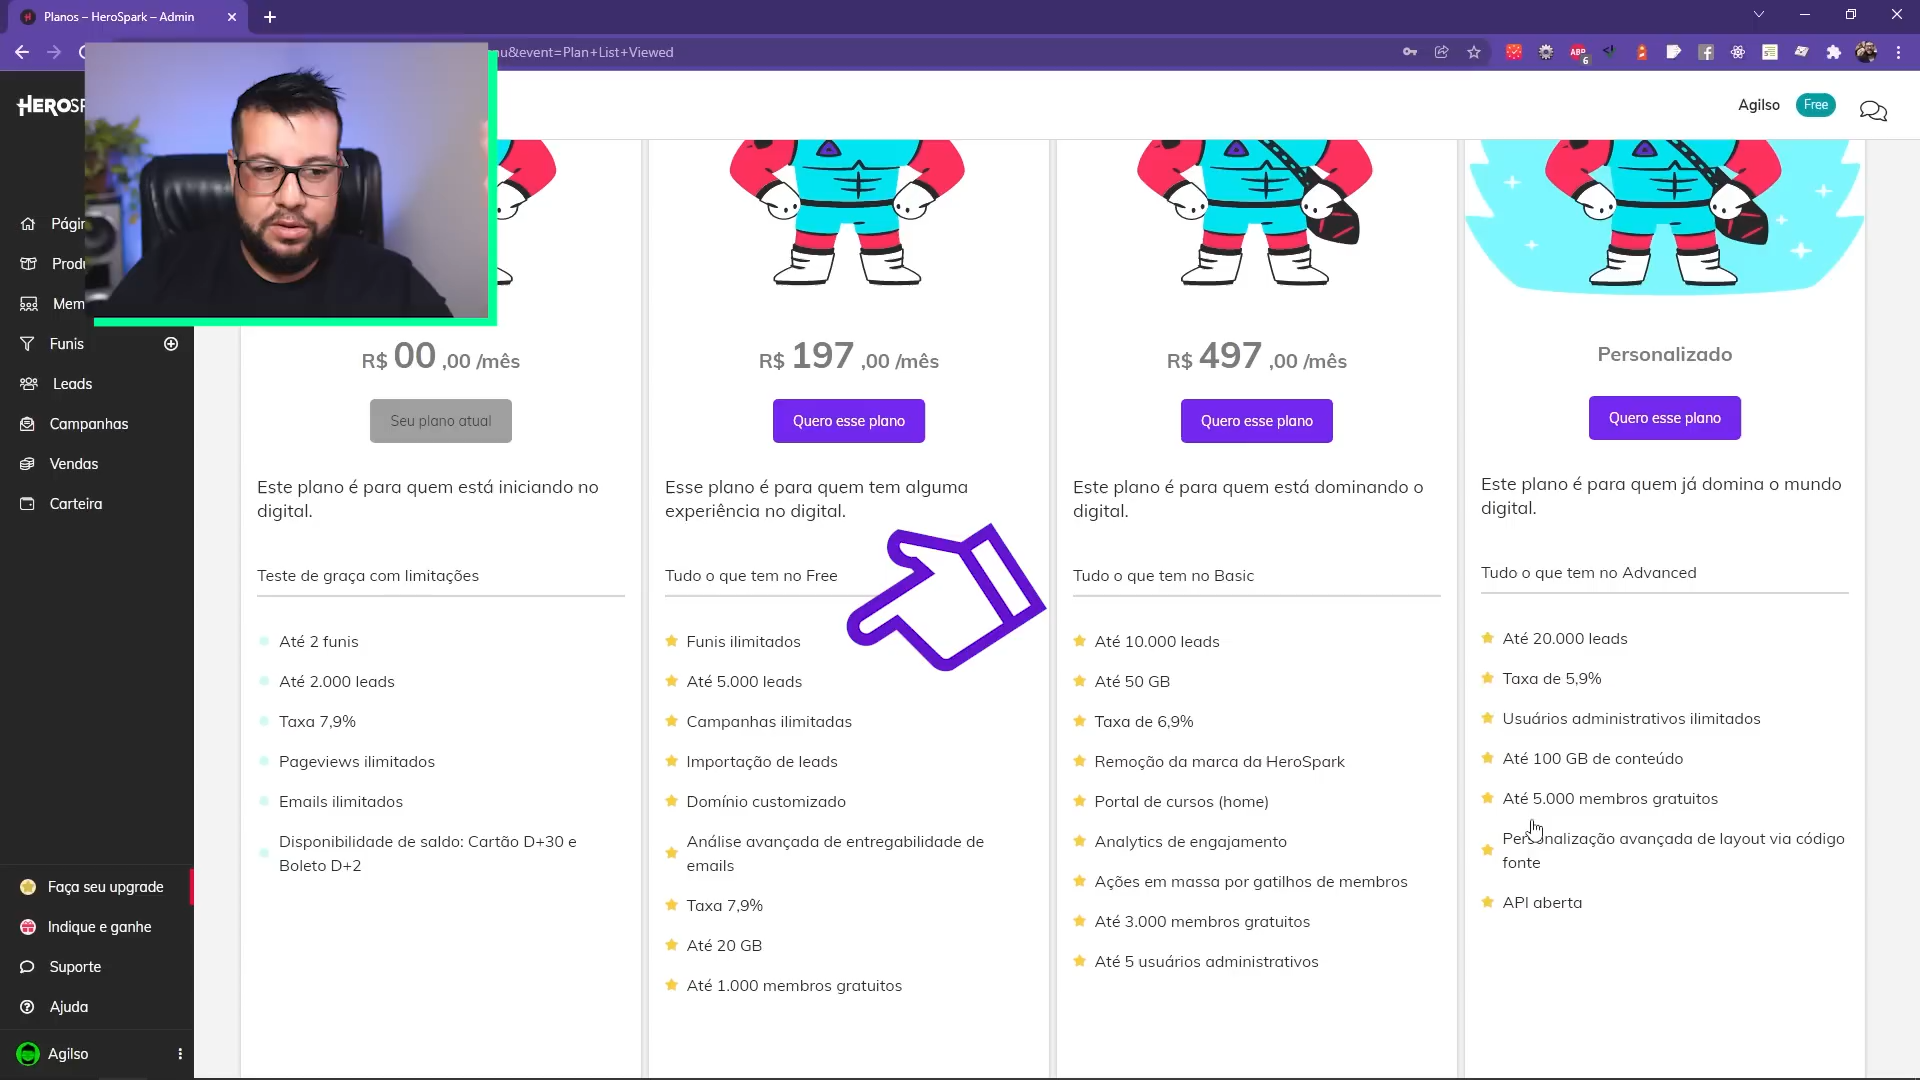 Planos – HeroSpark – Admin
nu&event=Plan+List+Viewed
ABP
6
HEROSP
Agilso
Free
Págin
Produ
Mem
Funis
Leads
Campanhas
Vendas
Carteira
Faça seu upgrade
Indique e ganhe
Suporte
Ajuda
Agilso
R$ 00 ,00 /mês
Seu plano atual
Este plano é para quem está iniciando no
digital.
Teste de graça com limitações
Até 2 funis
Até 2.000 leads
Taxa 7,9%
Pageviews ilimitados
Emails ilimitados
Disponibilidade de saldo: Cartão D+30 e
Boleto D+2
R$ 197 ,00 /mês
Quero esse plano
Esse plano é para quem tem alguma
experiência no digital.
Tudo o que tem no Free
Funis ilimitados
Até 5.000 leads
Campanhas ilimitadas
Importação de leads
Domínio customizado
Análise avançada de entregabilidade de
emails
Taxa 7,9%
Até 20 GB
Até 1.000 membros gratuitos
R$ 497 ,00 /mês
Quero esse plano
Este plano é para quem está dominando o
digital.
Tudo o que tem no Basic
Até 10.000 leads
Até 50 GB
Taxa de 6,9%
Remoção da marca da HeroSpark
Portal de cursos (home)
Analytics de engajamento
Ações em massa por gatilhos de membros
Até 3.000 membros gratuitos
Até 5 usuários administrativos
Personalizado
Quero esse plano
Este plano é para quem já domina o mundo
digital.
Tudo o que tem no Advanced
Até 20.000 leads
Taxa de 5,9%
Usuários administrativos ilimitados
Até 100 GB de conteúdo
Até 5.000 membros gratuitos
Personalização avançada de layout via código
fonte
API aberta